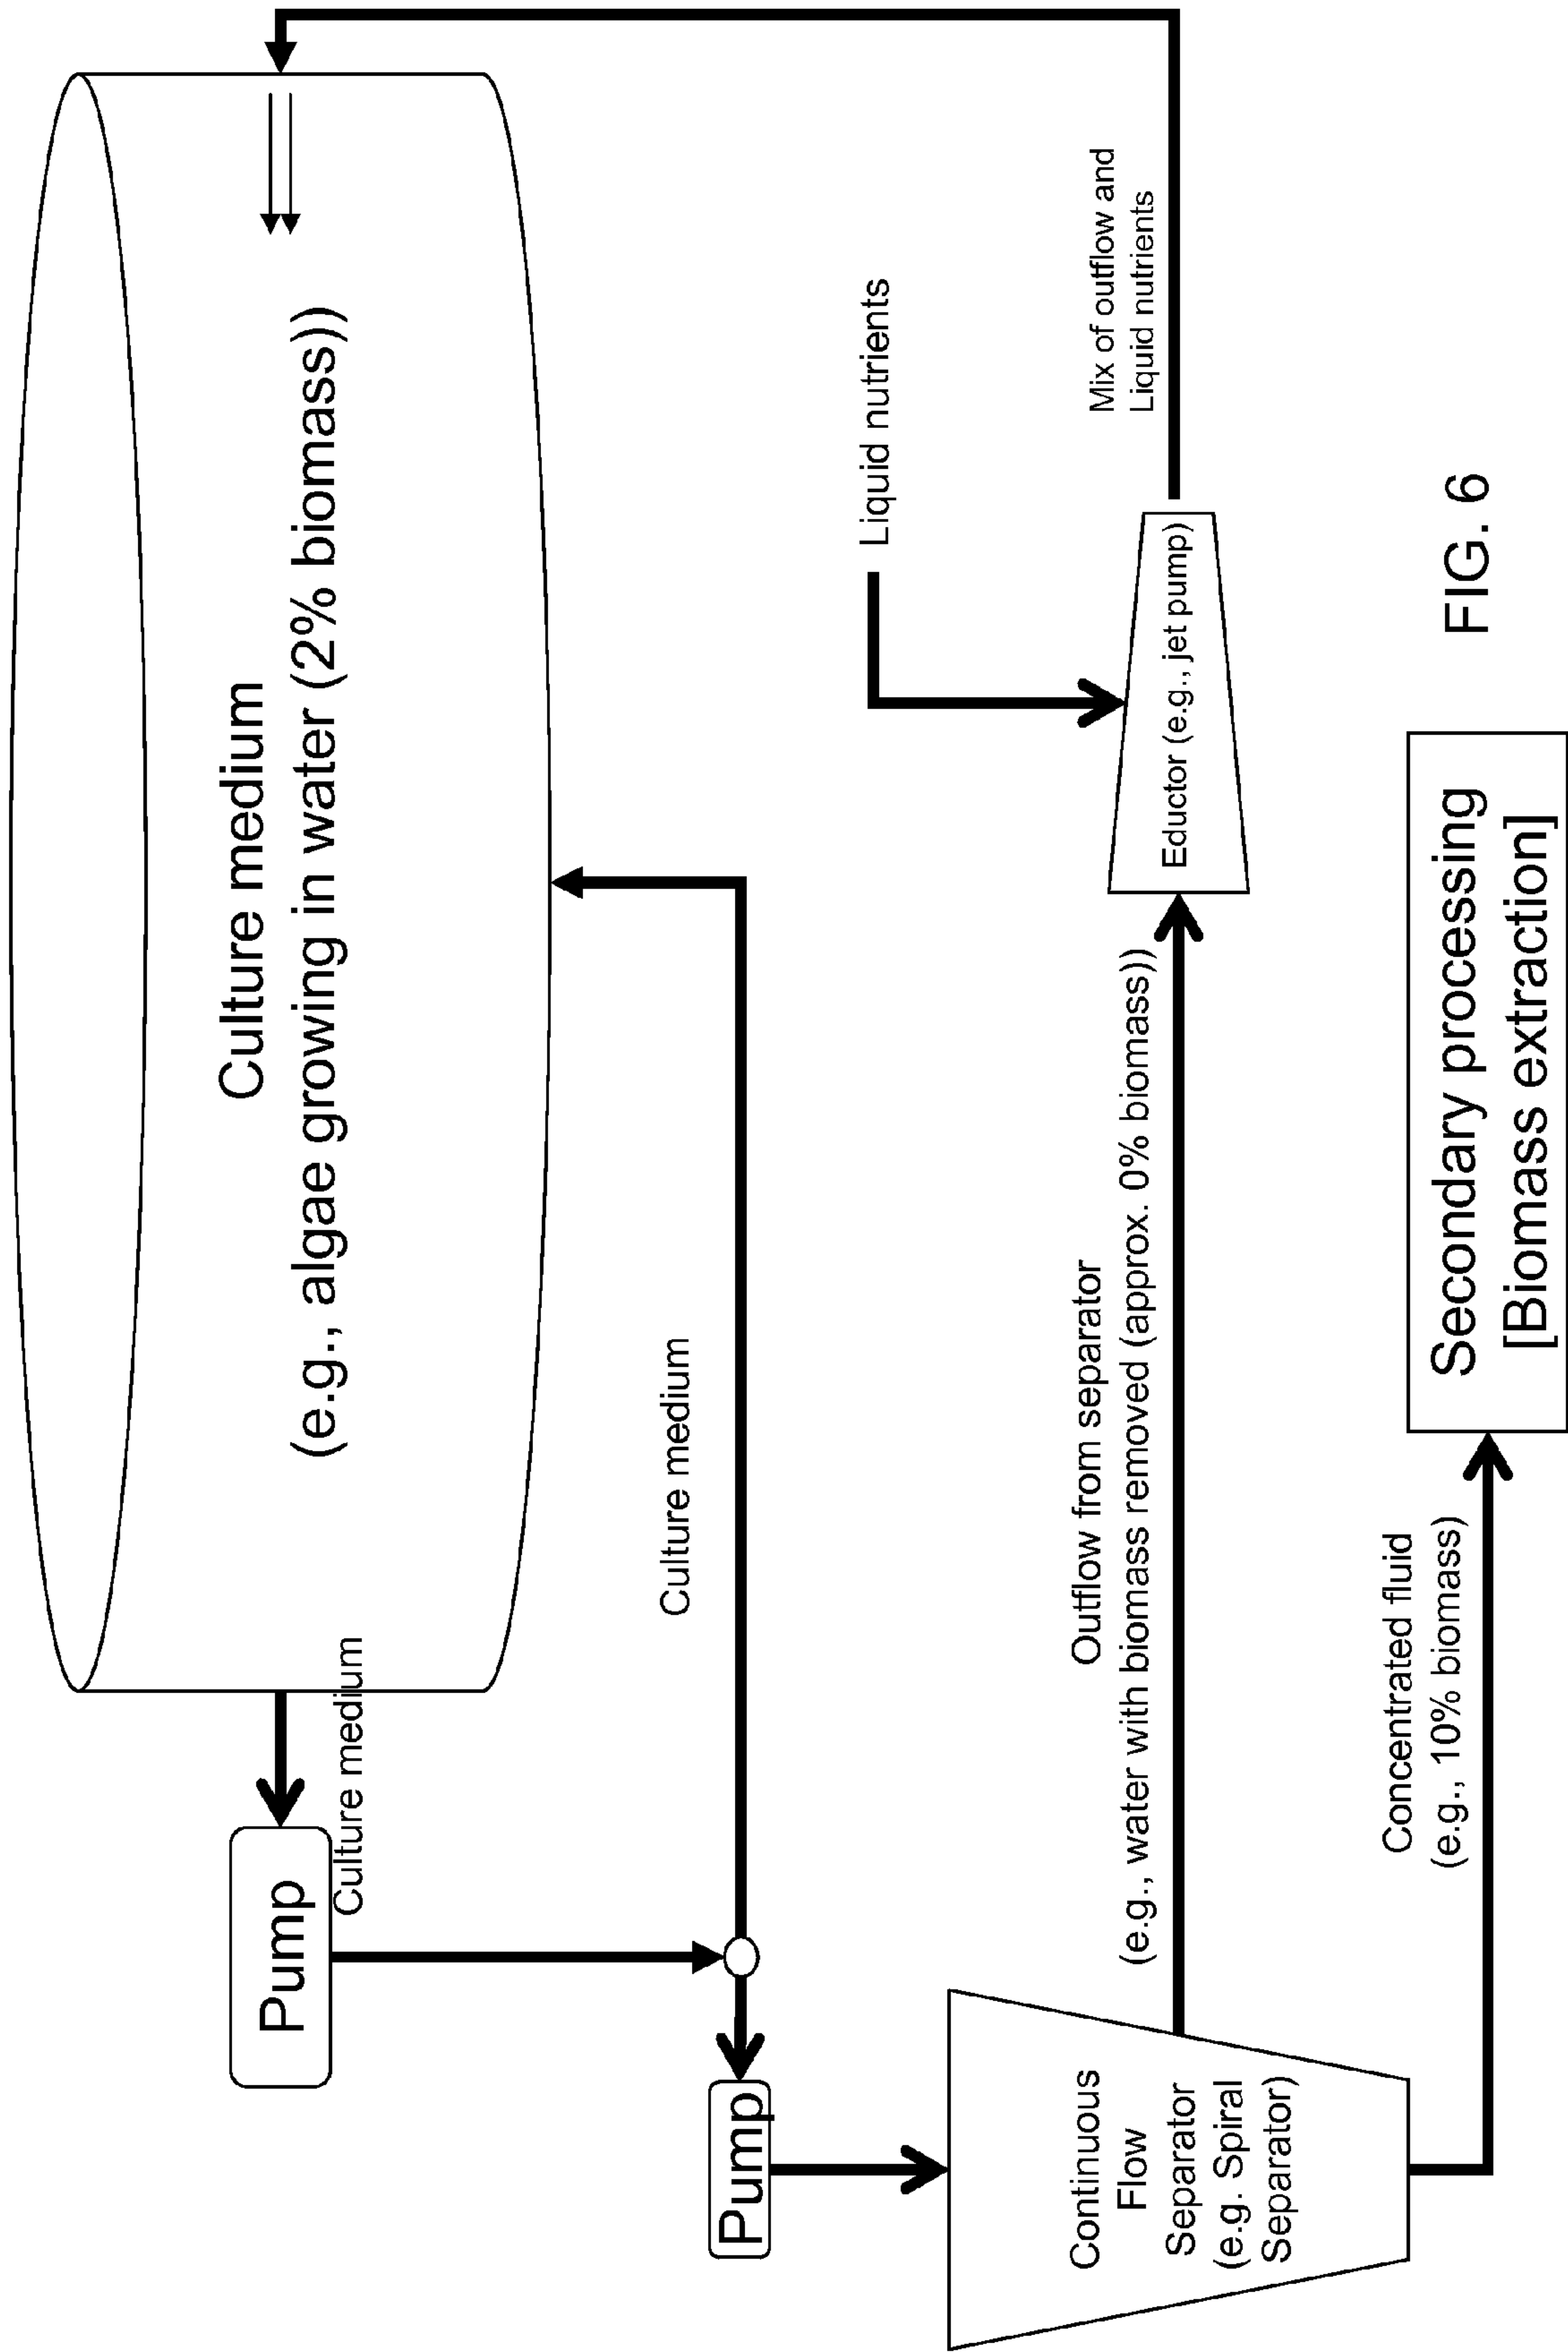 Culture medium
(e.g., algae growing in water (2% biomass))
Pump
Culture medium
Culture medium
Pump
Liquid nutrients
Continuous
Flow
Separator
(e.g. Spiral
Separator)
Outflow from separator
(e.g., water with biomass removed (approx. 0% biomass))
Eductor (e.g., jet pump)
Mix of outflow and
Liquid nutrients
Concentrated fluid
(e.g., 10% biomass)
Secondary processing
[Biomass extraction]
FIG. 6